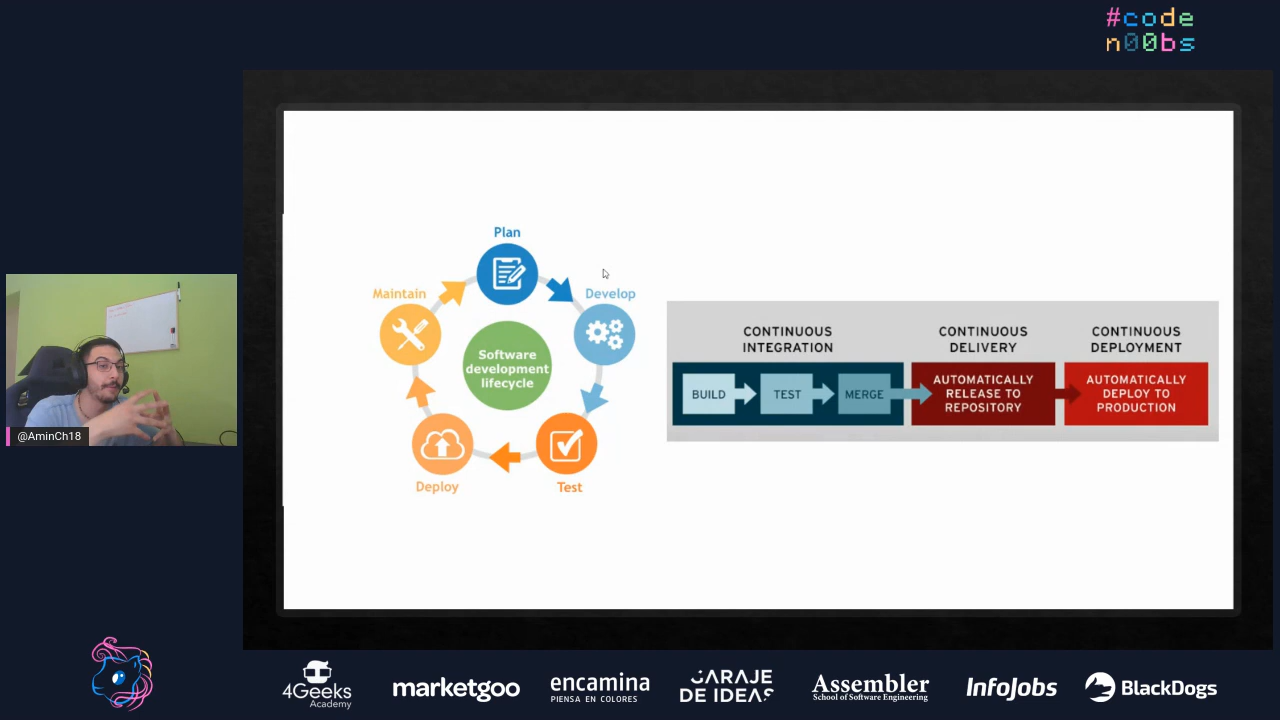 #code
n00bs
Plan
Maintain
Develop
Software
development
lifecycle
Deploy
Test
CONTINUOUS
INTEGRATION
CONTINUOUS
DELIVERY
CONTINUOUS
DEPLOYMENT
BUILD
TEST
MERGE
AUTOMATICALLY
RELEASE TO
REPOSITORY
AUTOMATICALLY
DEPLOY TO
PRODUCTION
@AminCh18
4Geeks
Academy
marketgoo
encamina
PIENSA EN COLORES
GARAJE
DE IDEAS
Assembler
School of Software Engineering
InfoJobs
BlackDogs